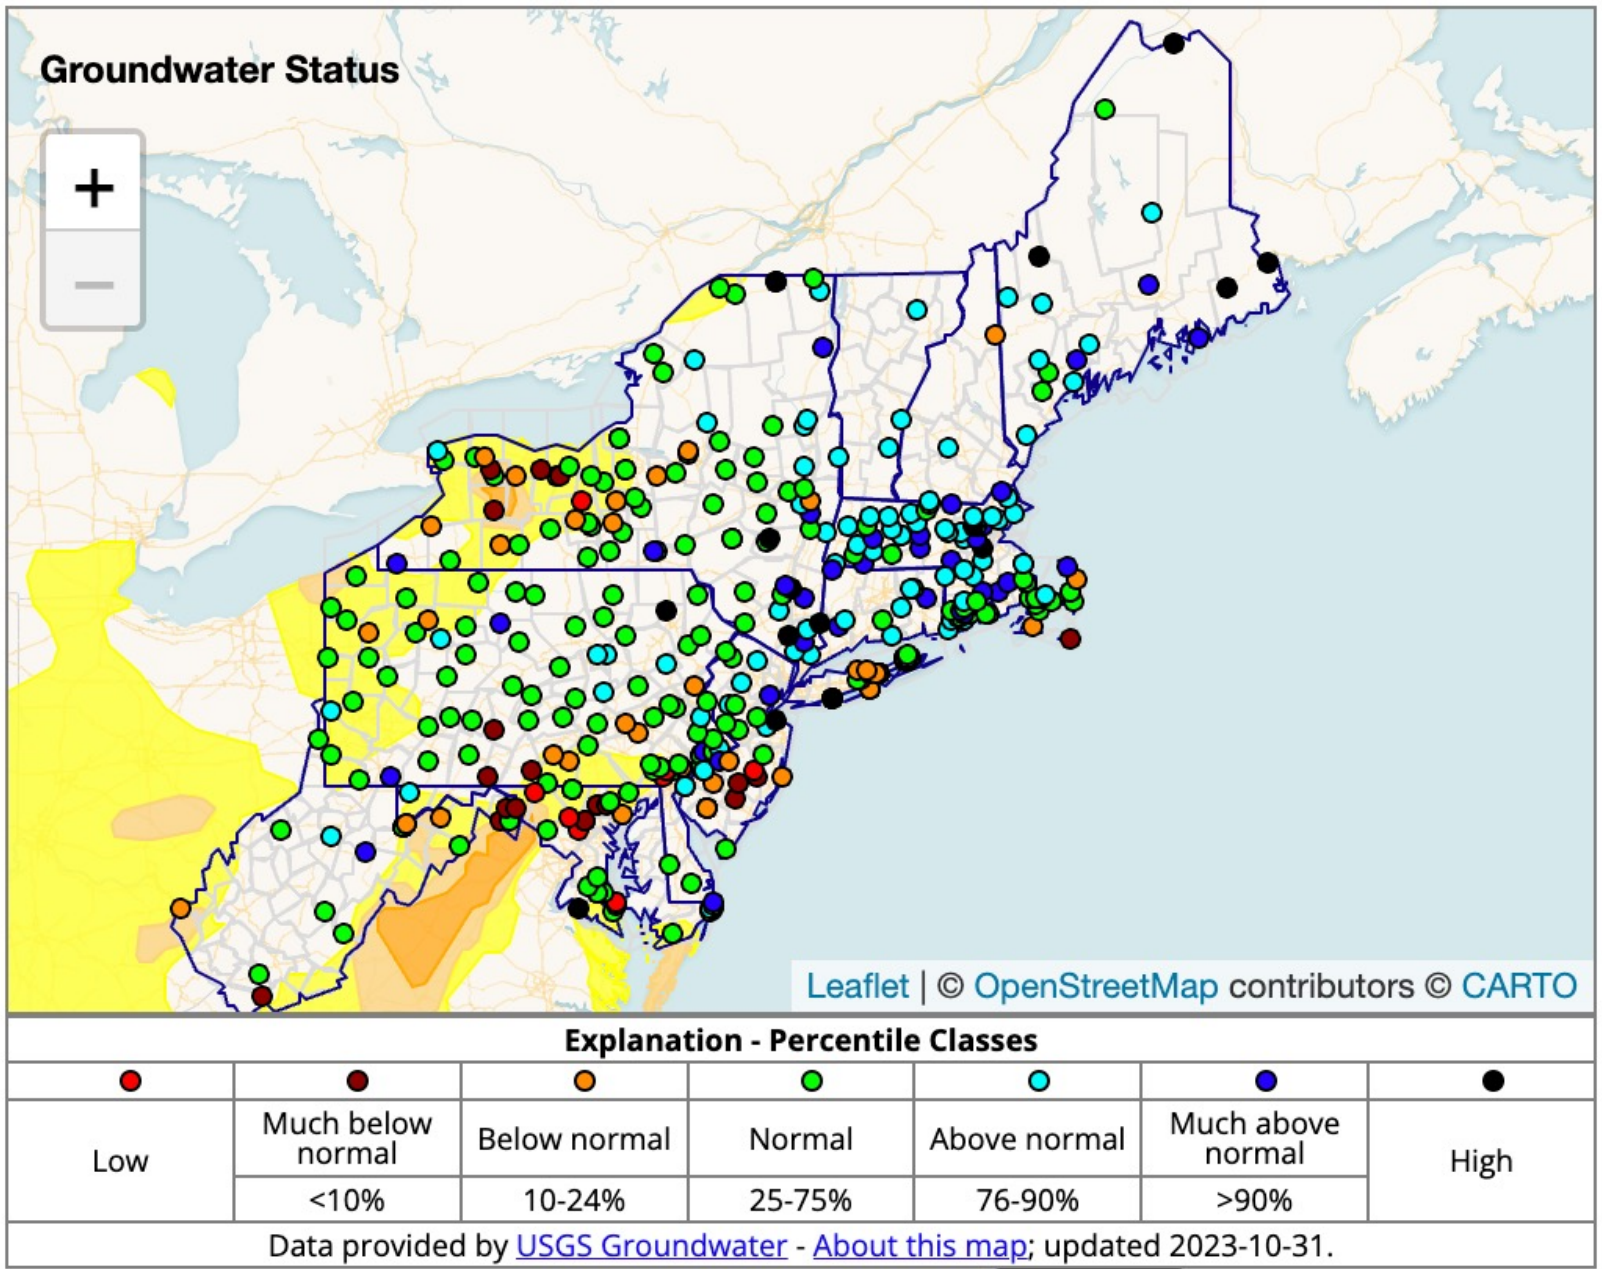 Groundwater Status
+
−
Leaflet | © OpenStreetMap contributors © CARTO
Explanation - Percentile Classes
Low
Much below
normal
<10%
Below normal
10-24%
Normal
25-75%
Above normal
76-90%
Much above
normal
>90%
High
Data provided by USGS Groundwater - About this map; updated 2023-10-31.